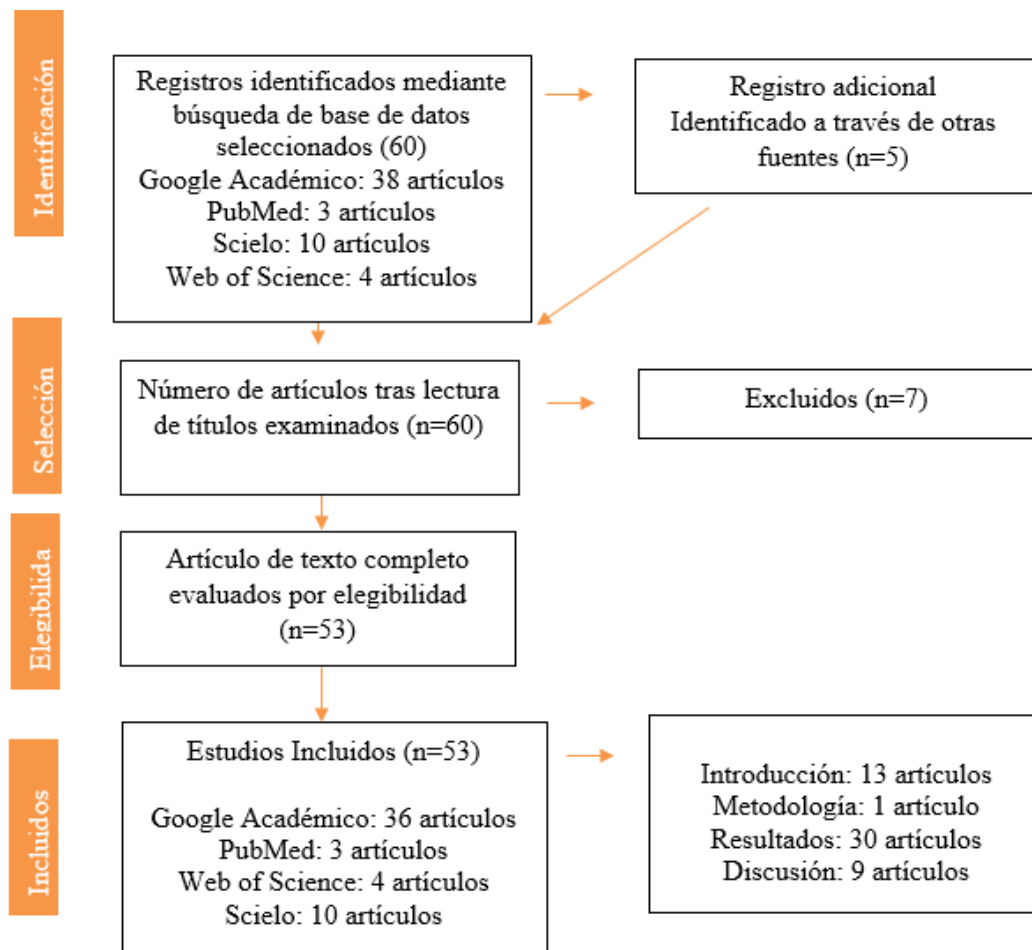 Identificación
Registros identificados mediante
búsqueda de base de datos
seleccionados (60)
Google Académico: 38 artículos
PubMed: 3 artículos
Scielo: 10 artículos
Web of Science: 4 artículos
Registro adicional
Identificado a través de otras
fuentes (n=5)
Selección
Número de artículos tras lectura
de títulos examinados (n=60)
Excluidos (n=7)
Elegibilida
Artículo de texto completo
evaluados por elegibilidad
(n=53)
Incluidos
Estudios Incluidos (n=53)
Google Académico: 36 artículos
PubMed: 3 artículos
Web of Science: 4 artículos
Scielo: 10 artículos
Introducción: 13 artículos
Metodología: 1 artículo
Resultados: 30 artículos
Discusión: 9 artículos